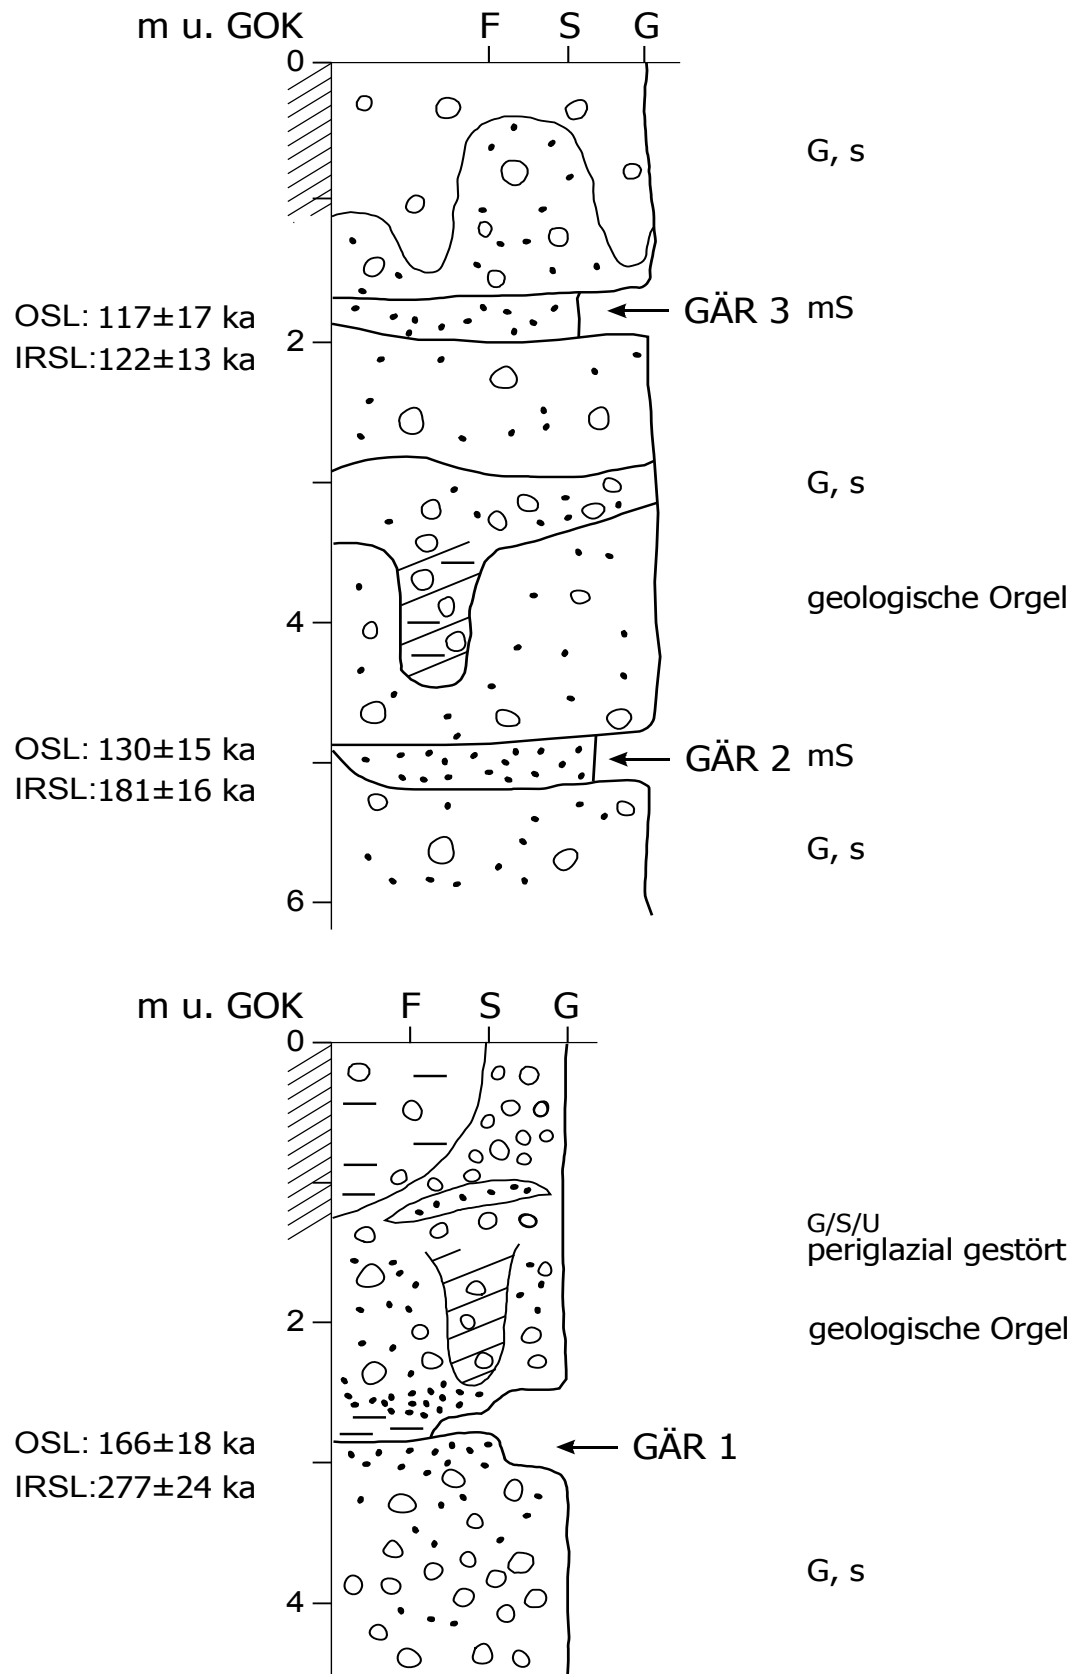 m u. GOK F S G
0
G, s
OSL: 117±17 ka
GÄR 3 mS
IRSL:122±13 ka
2
G, s
geologische Orgel
4
OSL: 130±15 ka
GÄR 2 mS
IRSL:181±16 ka
G, s
6
m u. GOK F S G
0
G/S/U
periglazial gestört
2
geologische Orgel
OSL: 166±18 ka
GÄR 1
IRSL:277±24 ka
G, s
4